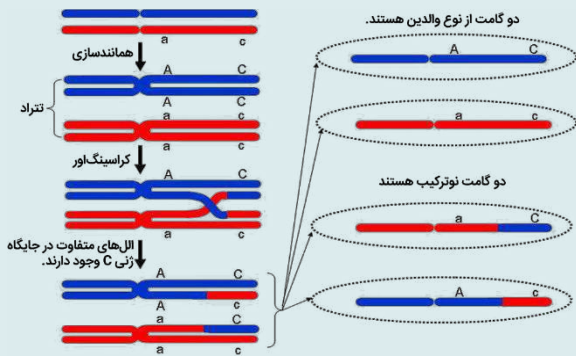 a c
همانندسازی
A C
تتراد
A C
a c
کراسینگ‌اور
A C
a c
الل‌های متفاوت در جایگاه
ژنی C وجود دارند.
A C
c
a C
c
دو گامت از نوع والدین هستند.
A C
a c
دو گامت نوترکیب هستند
a C
A c